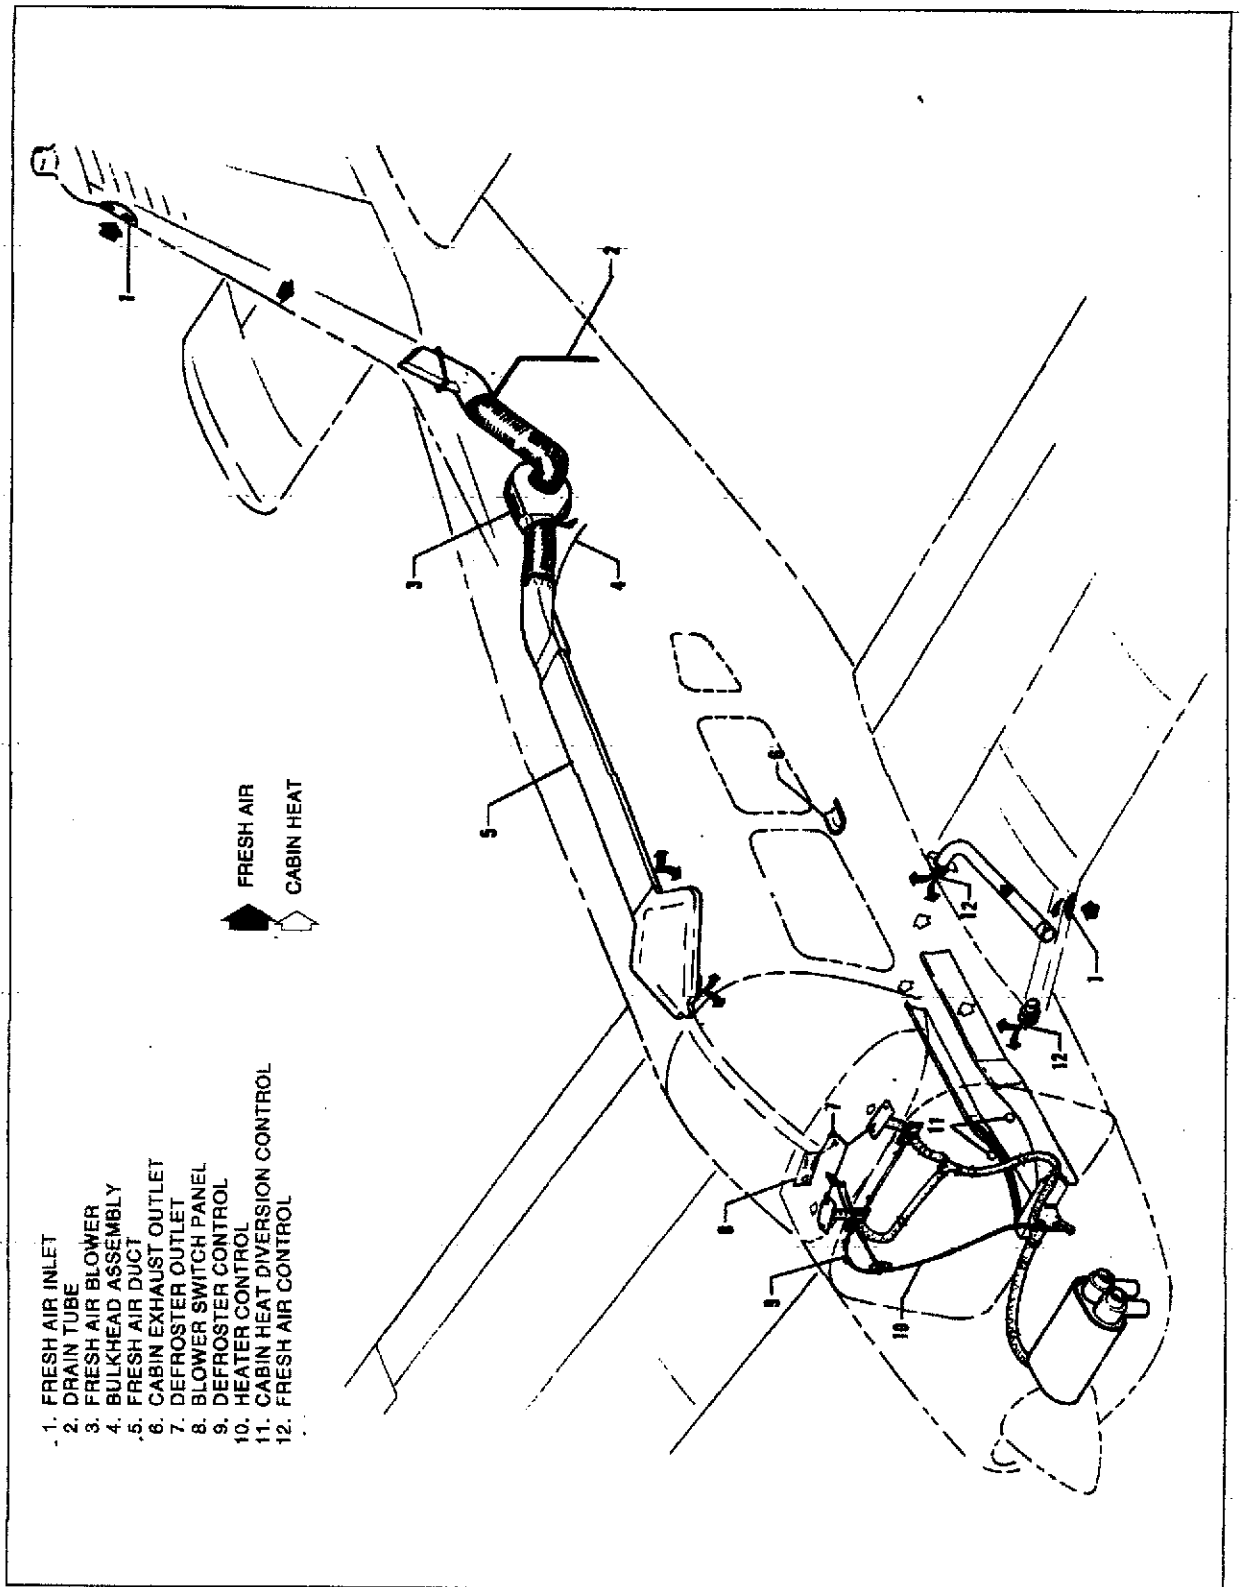 1. FRESH AIR INLET
2. DRAIN TUBE
3. FRESH AIR BLOWER
4. BULKHEAD ASSEMBLY
5. FRESH AIR DUCT
6. CABIN EXHAUST OUTLET
7. DEFROSTER OUTLET
8. BLOWER SWITCH PANEL
9. DEFROSTER CONTROL
10. HEATER CONTROL
11. CABIN HEAT DIVERSION CONTROL
12. FRESH AIR CONTROL
FRESH AIR
CABIN HEAT
1
2
3
4
5
6
7
8
9
10
11
12
12
1